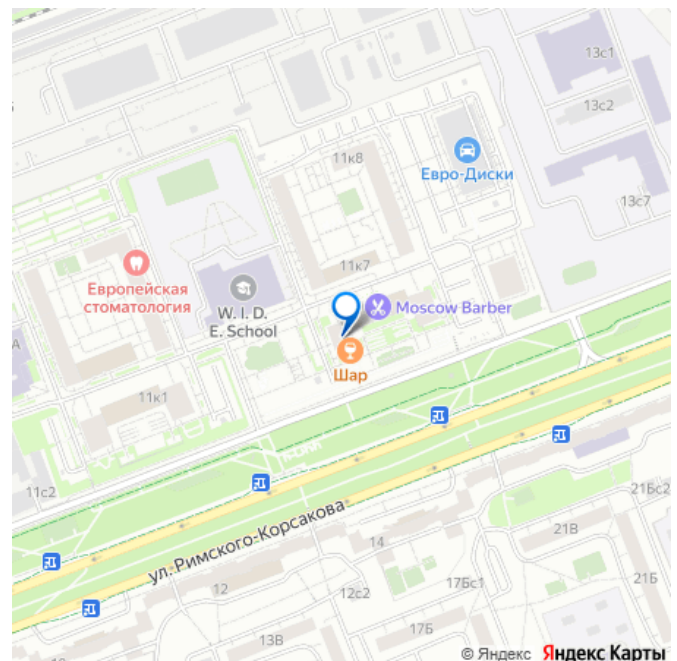 13с1
13с2
11к8
Евро-Диски
13с7
11к7
Европейская
стоматология
W. I. D.
E. School
Moscow Barber
Шар
11к1
11с2
ул. Римского-Корсакова
21Бс2
21В
14
12
12с2
17Бс1
21Б
17Б
13В
© Яндекс Яндекс Карты